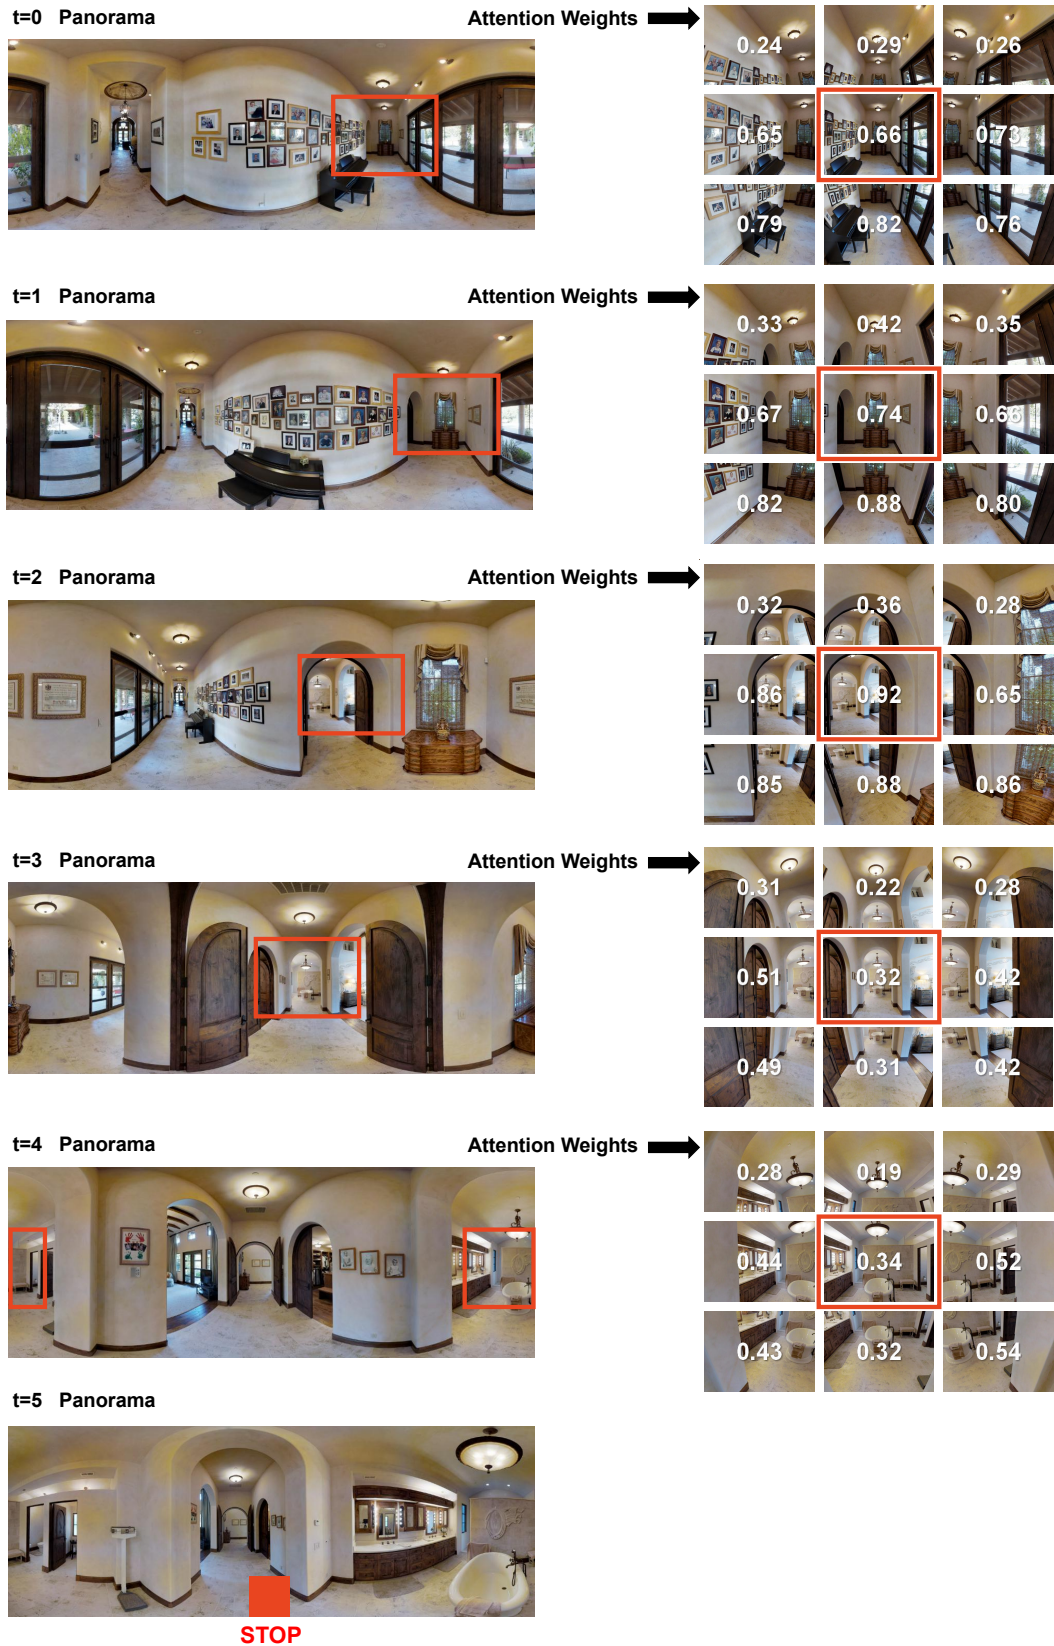 t=0 Panorama Attention Weights
0.24 0.29 0.26
0.65 0.66 0.73
0.79 0.82 0.76
t=1 Panorama Attention Weights
0.33 0.42 0.35
0.67 0.74 0.66
0.82 0.88 0.80
t=2 Panorama Attention Weights
0.32 0.36 0.28
0.86 0.92 0.65
0.85 0.88 0.86
t=3 Panorama Attention Weights
0.31 0.22 0.28
0.51 0.32 0.42
0.49 0.31 0.42
t=4 Panorama Attention Weights
0.28 0.19 0.29
0.44 0.34 0.52
0.43 0.32 0.54
t=5 Panorama
STOP